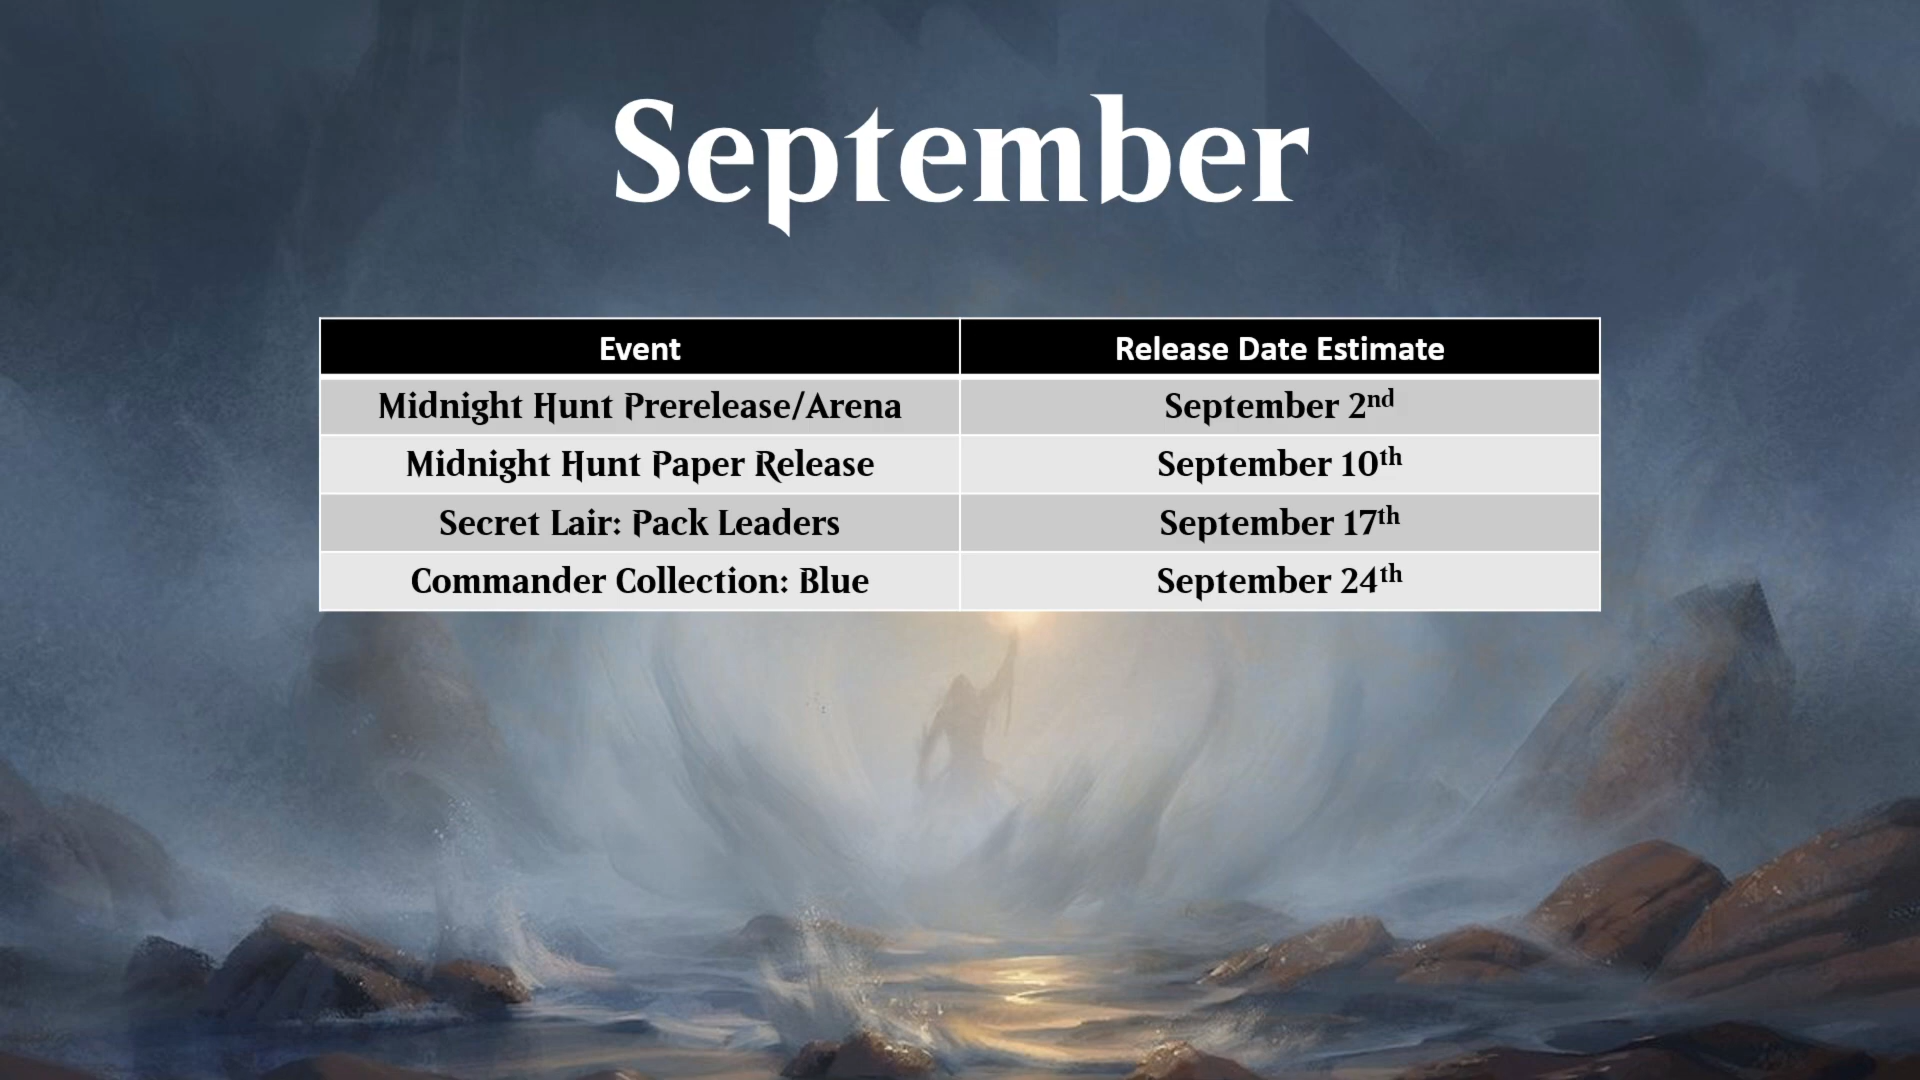 September
Event Release Date Estimate
Midnight Hunt Prerelease/Arena September 2nd
Midnight Hunt Paper Release September 10th
Secret Lair: Pack Leaders September 17th
Commander Collection: Blue September 24th